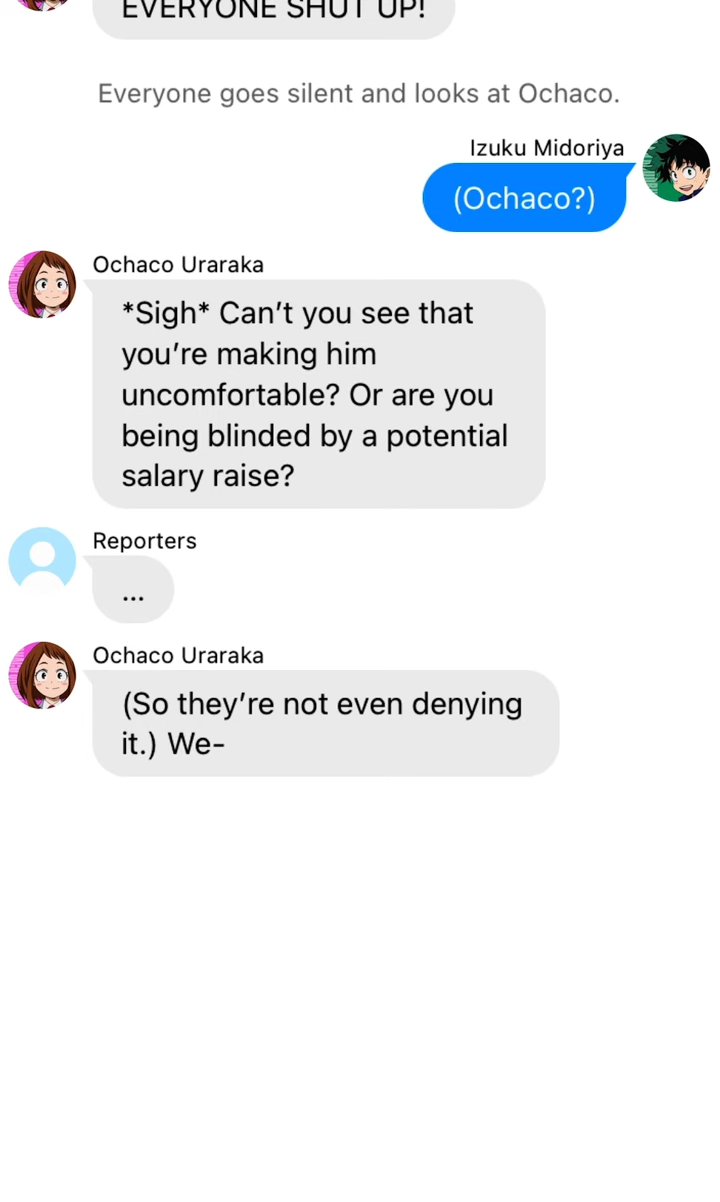 EVERYONE SHUT UP!
Everyone goes silent and looks at Ochaco.
Izuku Midoriya
(Ochaco?)
Ochaco Uraraka
*Sigh* Can’t you see that
you’re making him
uncomfortable? Or are you
being blinded by a potential
salary raise?
Reporters
...
Ochaco Uraraka
(So they’re not even denying
it.) We-